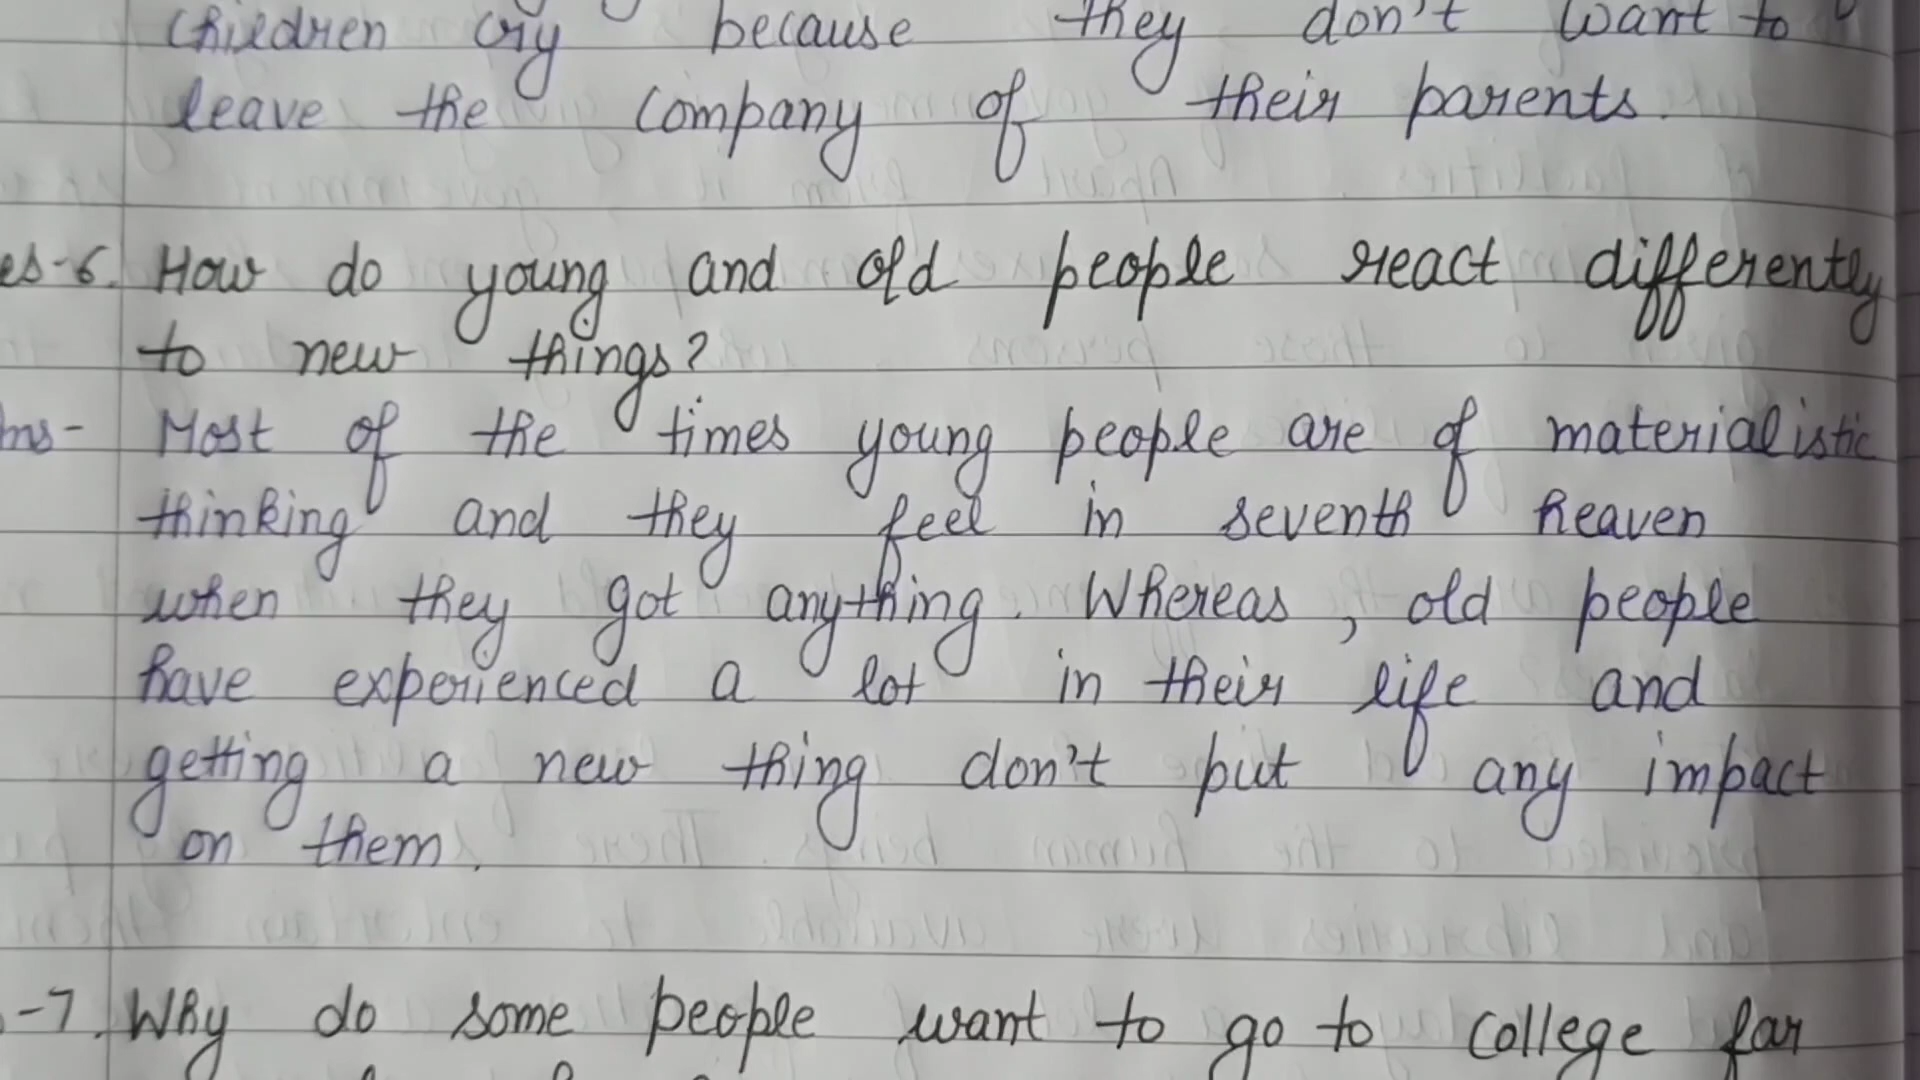 children cry because they don't want to
leave the company of their parents.
es-6. How do young and old people react differently
to new things?
ns- Most of the times young people are of materialistic
thinking and they feel in seventh heaven
when they got anything. Whereas, old people
have experienced a lot in their life and
getting a new thing don't put any impact
on them.
-7. Why do some people want to go to college far